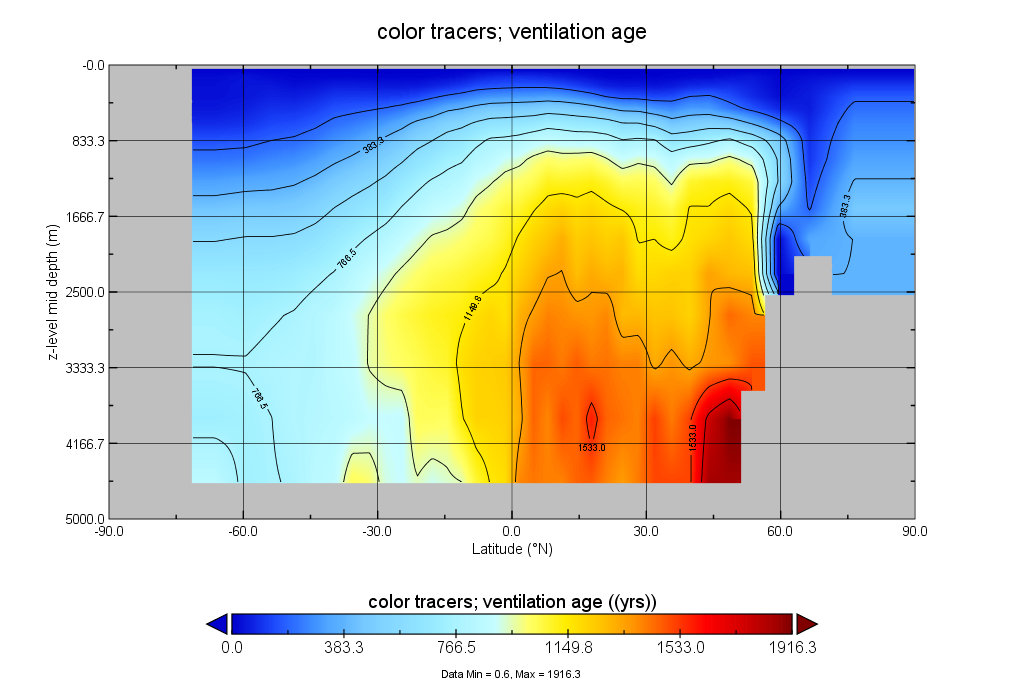 color tracers; ventilation age
-0.0
833.3
1666.7
2500.0
3333.3
4166.7
5000.0
z-level mid depth (m)
383.3
766.5
1149.8
383.3
766.5
1533.0
1533.0
-90.0 -60.0 -30.0 0.0 30.0 60.0 90.0
Latitude (°N)
color tracers; ventilation age ((yrs))
0.0 383.3 766.5 1149.8 1533.0 1916.3
Data Min = 0.6, Max = 1916.3